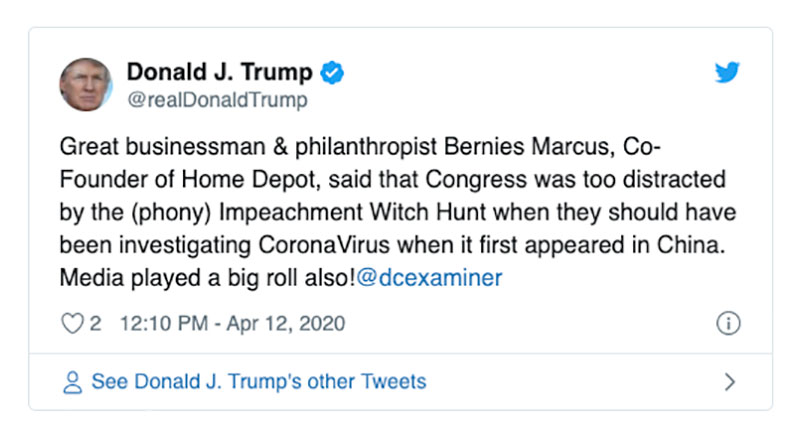 Donald J. Trump
@realDonaldTrump
Great businessman & philanthropist Bernies Marcus, Co-
Founder of Home Depot, said that Congress was too distracted
by the (phony) Impeachment Witch Hunt when they should have
been investigating CoronaVirus when it first appeared in China.
Media played a big roll also!@dcexaminer
2 12:10 PM - Apr 12, 2020
See Donald J. Trump's other Tweets